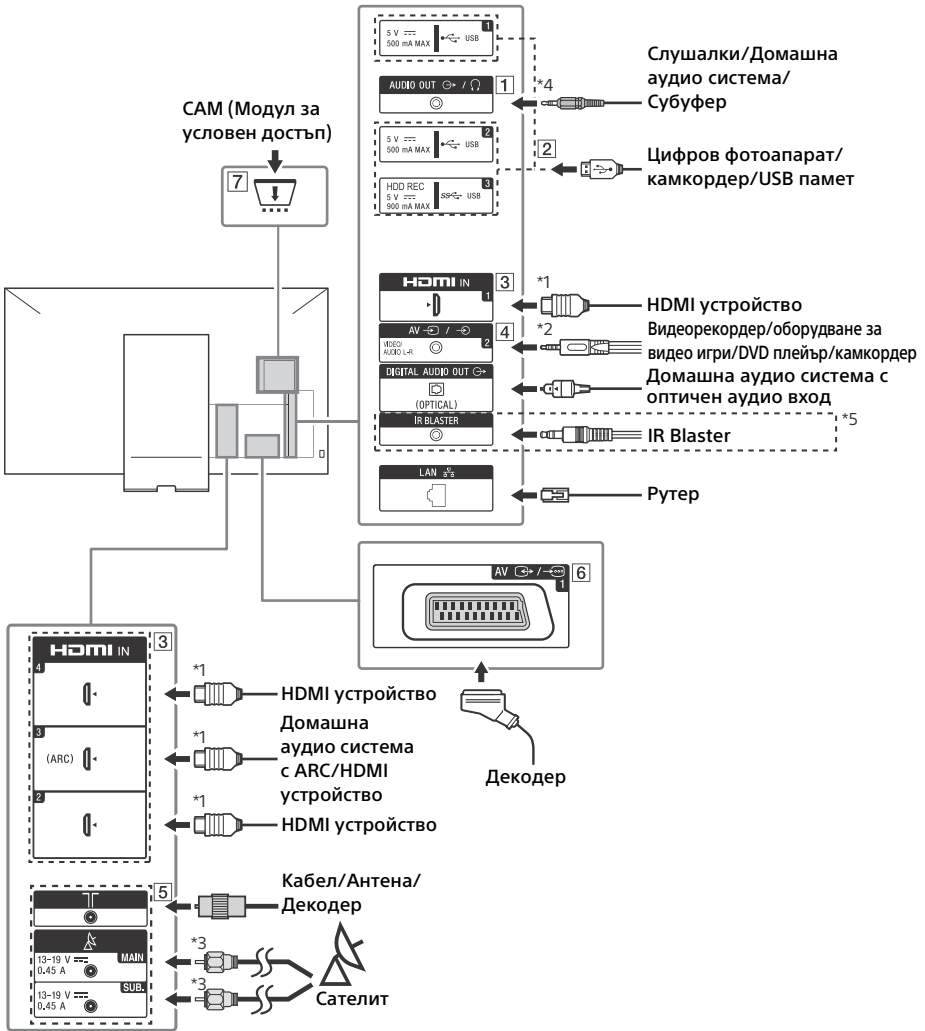 5 V
500 mA MAX
USB
1
AUDIO OUT /
1
*4
Слушалки/Домашна
аудио система/
Субуфер
CAM (Модул за
условен достъп)
7
5 V
500 mA MAX
USB
2
2
Цифров фотоапарат/
камкордер/USB памет
HDD REC
5 V
900 mA MAX
SS
USB
3
HDMI IN
1
3
*1
HDMI устройство
AV /
VIDEO/
AUDIO L-R
2
4
*2
Видеорекордер/оборудване за
видео игри/DVD плейър/камкордер
DIGITAL AUDIO OUT
(OPTICAL)
Домашна аудио система с
оптичен аудио вход
IR BLASTER
IR Blaster
*5
LAN
Рутер
AV /
1
6
Декодер
HDMI IN
3
4
*1
HDMI устройство
3
(ARC)
*1
Домашна
аудио система
с ARC/HDMI
устройство
2
*1
HDMI устройство
5
Кабел/Антена/
Декодер
13-19 V
0.45 A
MAIN
*3
13-19 V
0.45 A
SUB.
*3
Сателит